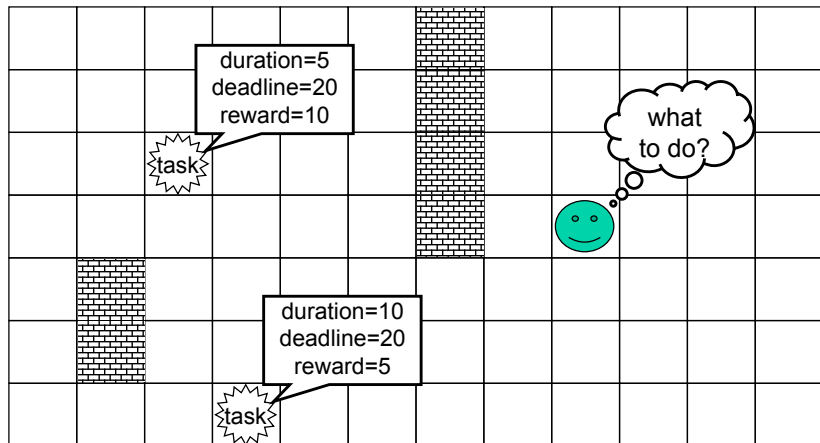 duration=5
deadline=20
reward=10
what
to do?
task
duration=10
deadline=20
reward=5
task